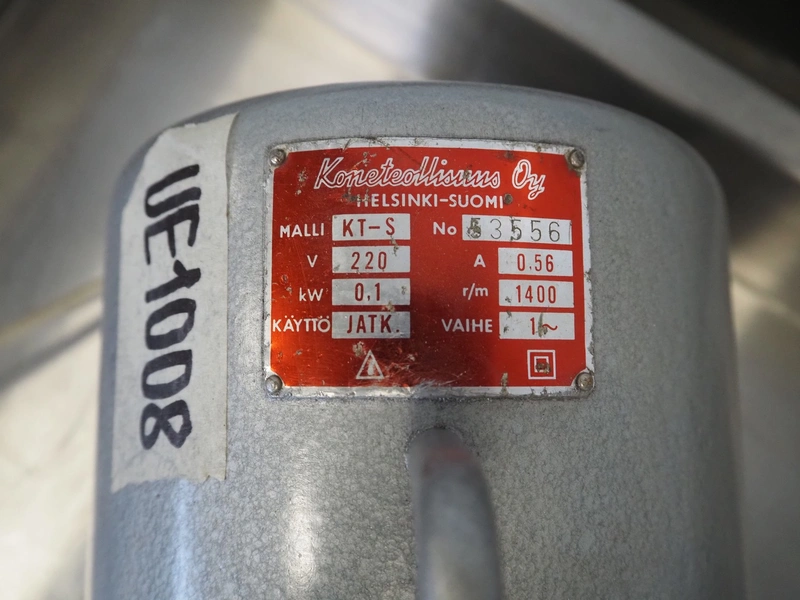 Koneteollisuus Oy
HELSINKI-SUOMI
MALLI KT-S No 53556
V 220 A 0.56
kW 0,1 r/m 1400
KÄYTTÖ JATK. VAIHE 1~
UE1008